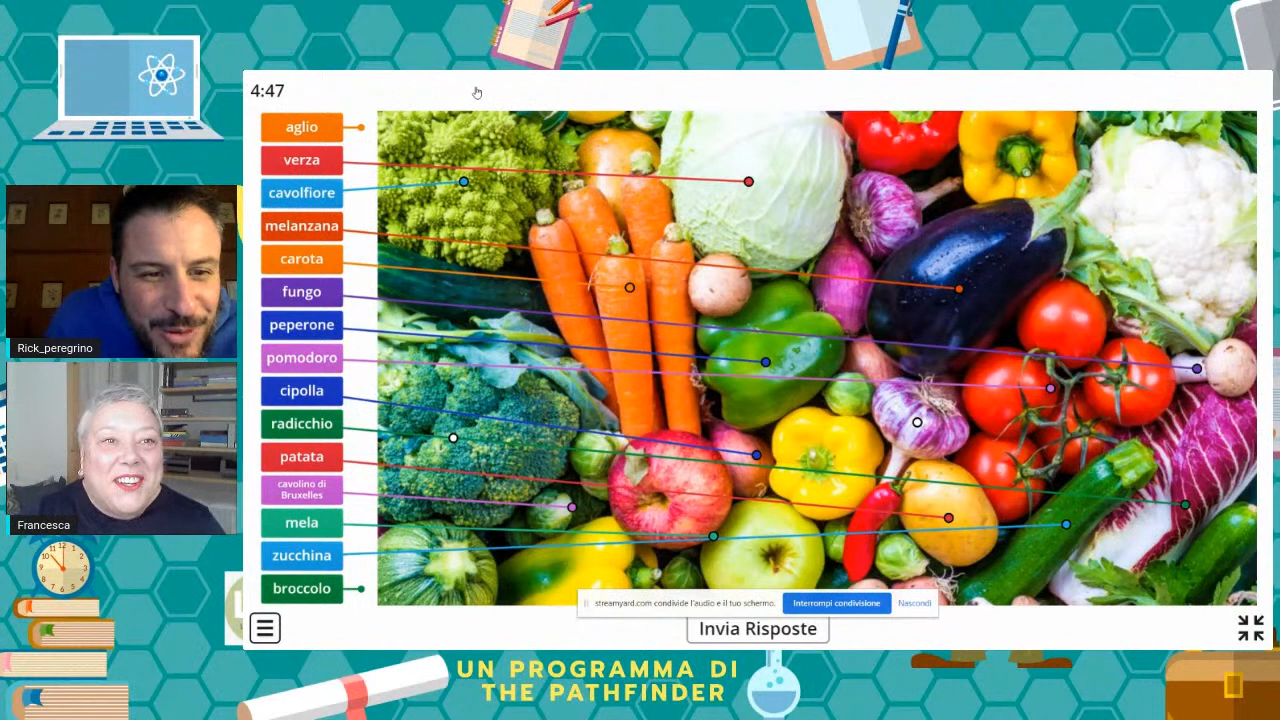 4:47
aglio
verza
cavolfiore
melanzana
carota
fungo
peperone
pomodoro
cipolla
radicchio
patata
cavolino di
Bruxelles
mela
zucchina
broccolo
Rick_peregrino
Francesca
streamyard.com condivide l'audio e il tuo schermo.
Interrompi condivisione
Nascondi
Invia Risposte
UN PROGRAMMA DI
THE PATHFINDER